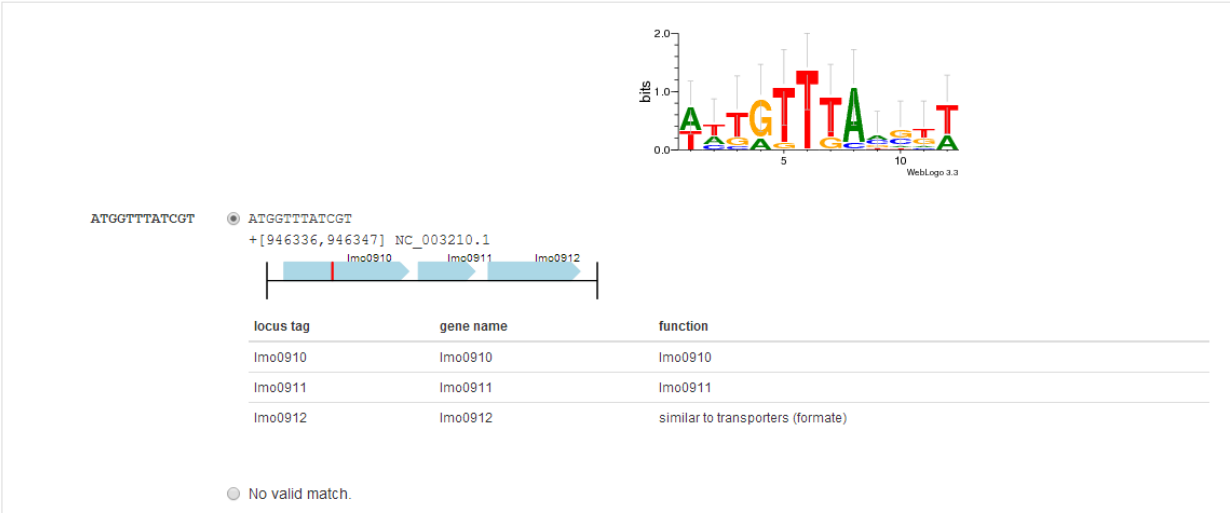 2.0
bits
1.0
0.0
5
10
WebLogo 3.3
ATGGTTTATCGT
ATGGTTTATCGT
+[946336,946347] NC_003210.1
lmo0910 lmo0911 lmo0912
locus tag gene name function
lmo0910 lmo0910 lmo0910
lmo0911 lmo0911 lmo0911
lmo0912 lmo0912 similar to transporters (formate)
No valid match.